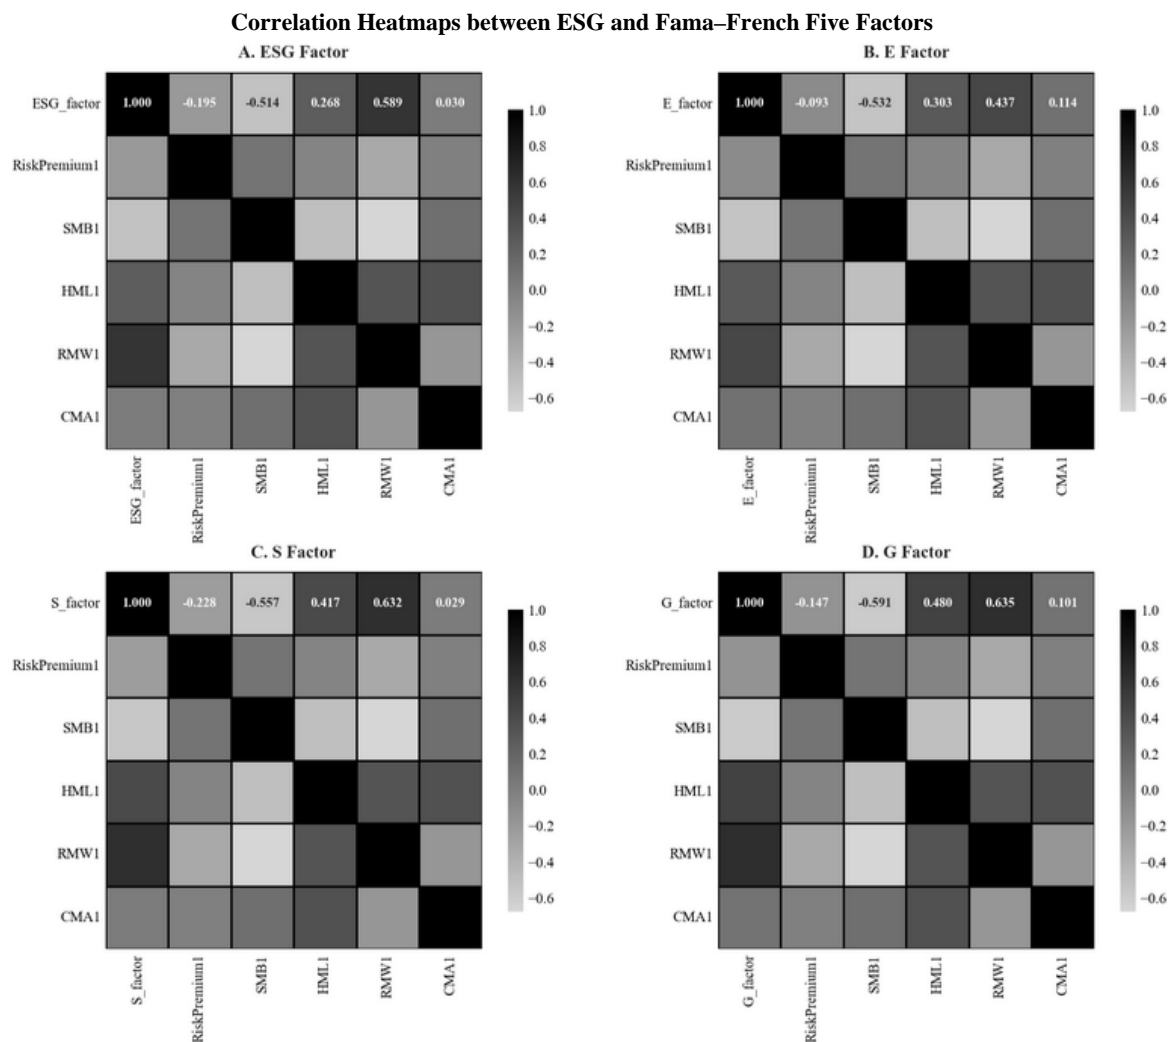 Correlation Heatmaps between ESG and Fama–French Five Factors
A. ESG Factor
ESG_factor 1.000 -0.195 -0.514 0.268 0.589 0.030
RiskPremium1
SMB1
HML1
RMW1
CMA1
ESG_factor RiskPremium1 SMB1 HML1 RMW1 CMA1
1.0
0.8
0.6
0.4
0.2
0.0
−0.2
−0.4
−0.6
B. E Factor
E_factor 1.000 -0.093 -0.532 0.303 0.437 0.114
RiskPremium1
SMB1
HML1
RMW1
CMA1
E_factor RiskPremium1 SMB1 HML1 RMW1 CMA1
1.0
0.8
0.6
0.4
0.2
0.0
−0.2
−0.4
−0.6
C. S Factor
S_factor 1.000 -0.228 -0.557 0.417 0.632 0.029
RiskPremium1
SMB1
HML1
RMW1
CMA1
S_factor RiskPremium1 SMB1 HML1 RMW1 CMA1
1.0
0.8
0.6
0.4
0.2
0.0
−0.2
−0.4
−0.6
D. G Factor
G_factor 1.000 -0.147 -0.591 0.480 0.635 0.101
RiskPremium1
SMB1
HML1
RMW1
CMA1
G_factor RiskPremium1 SMB1 HML1 RMW1 CMA1
1.0
0.8
0.6
0.4
0.2
0.0
−0.2
−0.4
−0.6